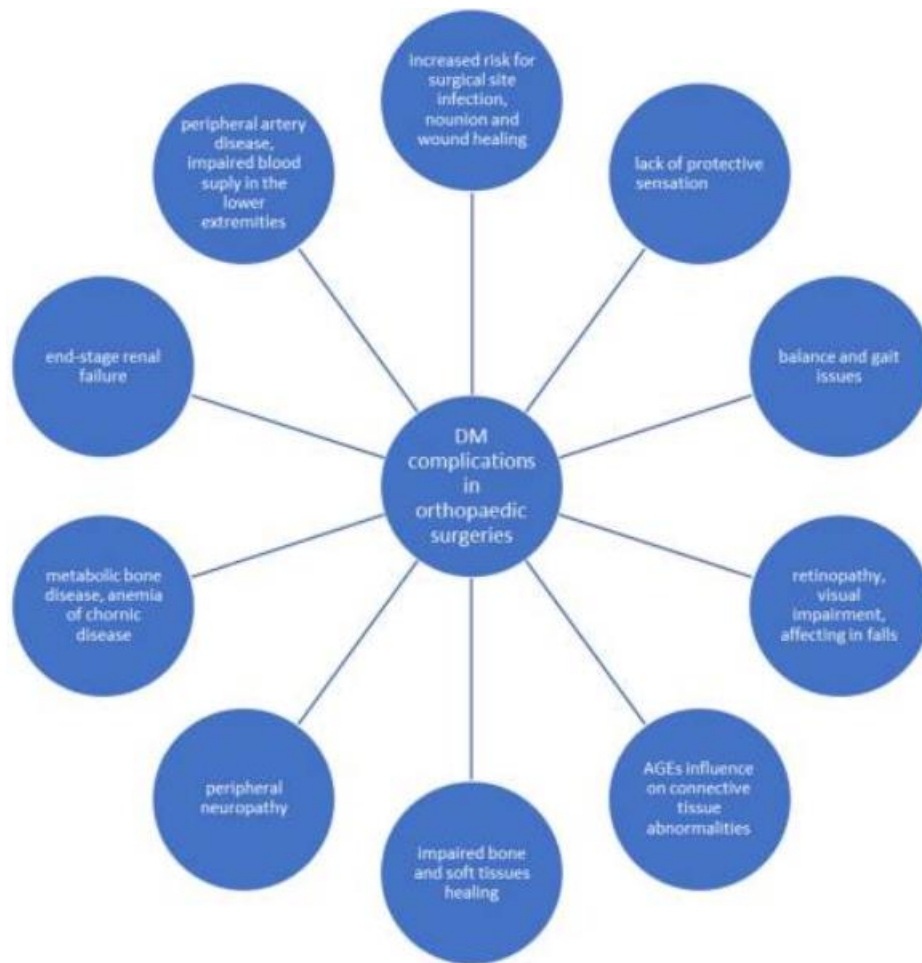 increased risk for
surgical site
infection,
nounion and
wound healing
lack of protective
sensation
balance and gait
issues
retinopathy,
visual
impairment,
affecting in falls
AGEs influence
on connective
tissue
abnormalities
impaired bone
and soft tissues
healing
peripheral
neuropathy
metabolic bone
disease, anemia
of chornic
disease
end-stage renal
failure
peripheral artery
disease,
impaired blood
suply in the
lower
extremities
DM
complications
in
orthopaedic
surgeries